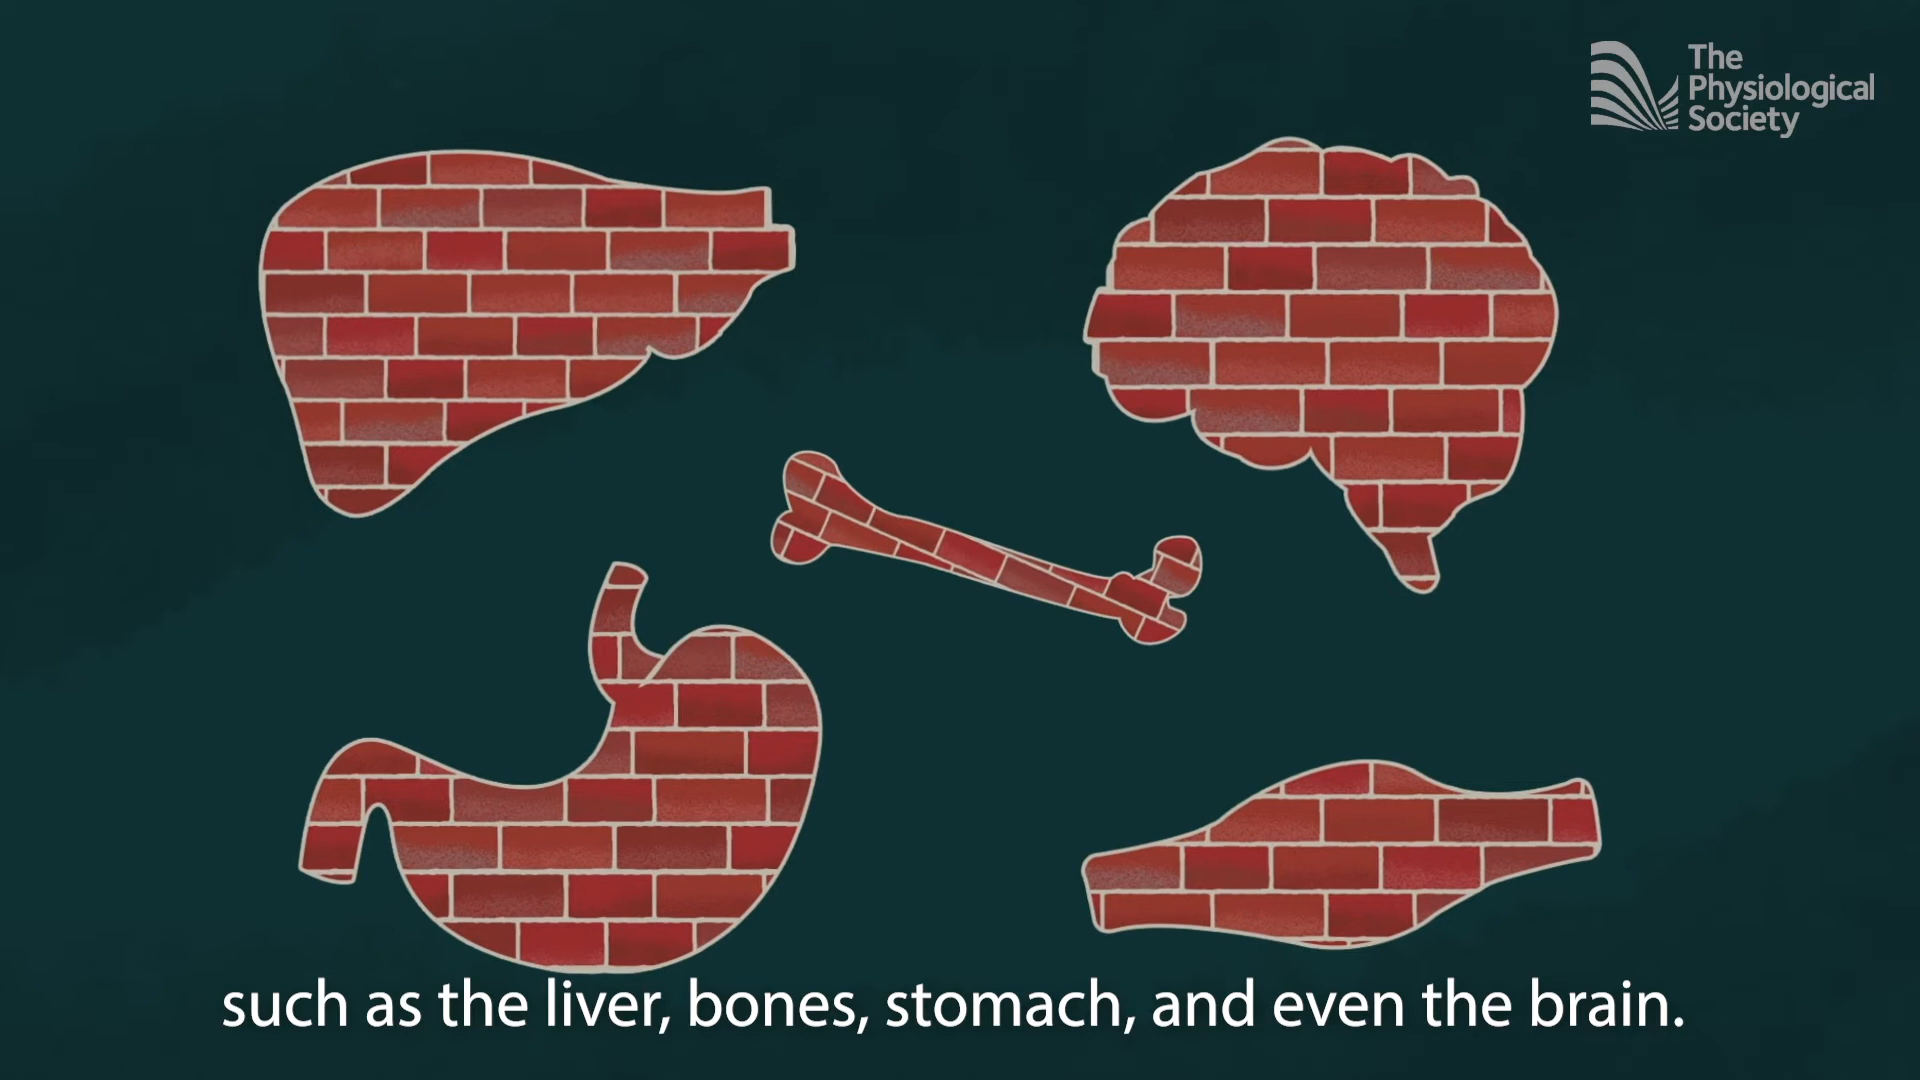 The
Physiological
Society
such as the liver, bones, stomach, and even the brain.